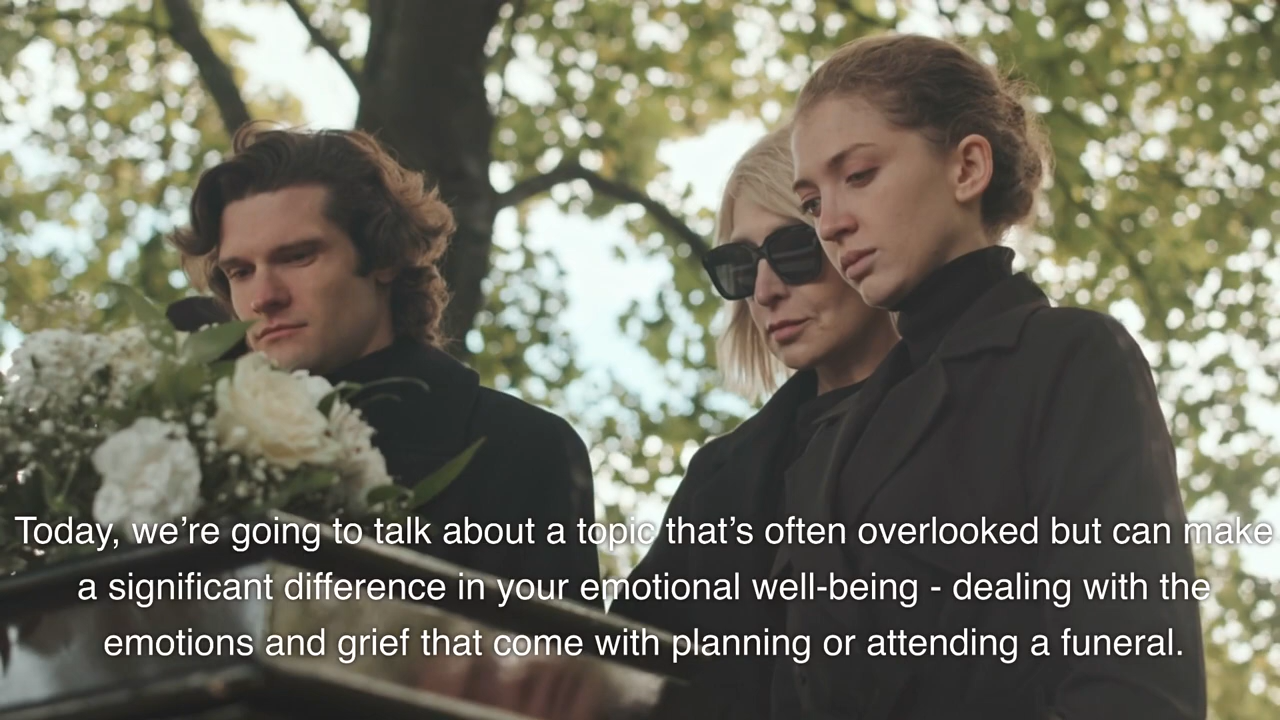 Today, we’re going to talk about a topic that’s often overlooked but can make
a significant difference in your emotional well-being - dealing with the
emotions and grief that come with planning or attending a funeral.